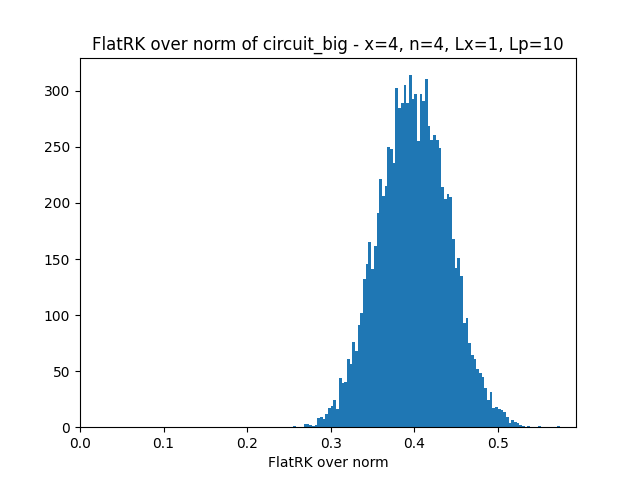 FlatRK over norm of circuit_big - x=4, n=4, Lx=1, Lp=10
300
250
200
150
100
50
0
0.0 0.1 0.2 0.3 0.4 0.5
FlatRK over norm